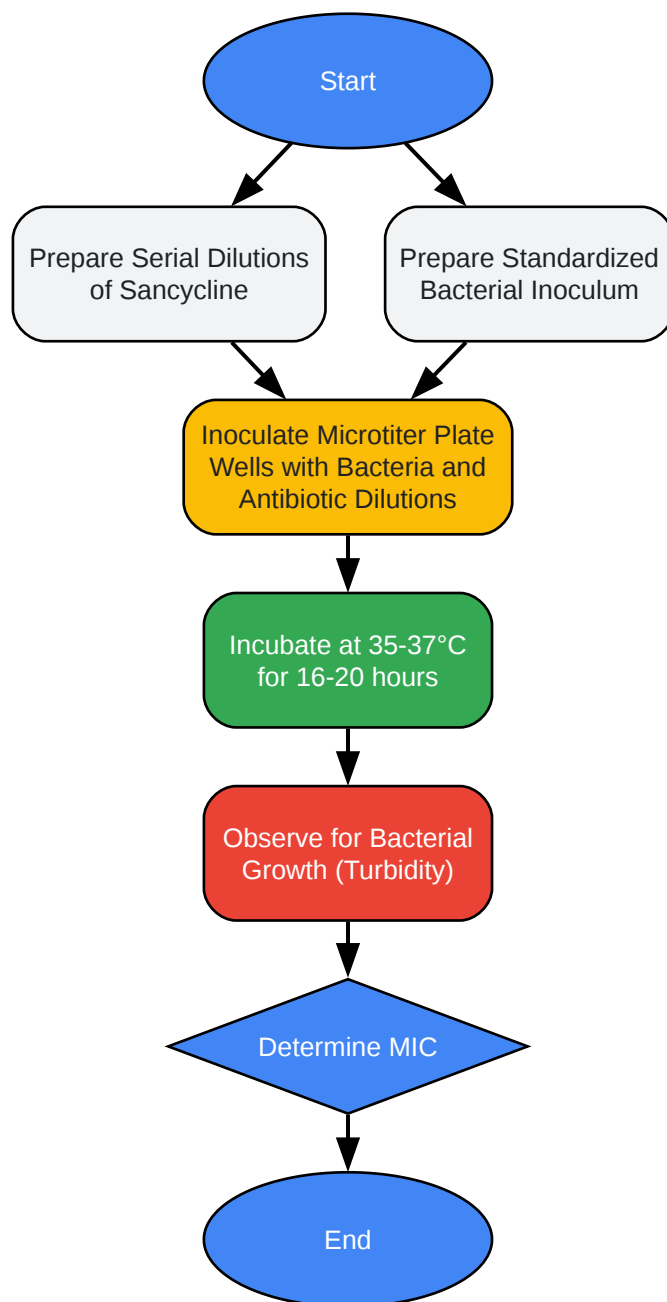 Start
Prepare Serial Dilutions
of Sancycline
Prepare Standardized
Bacterial Inoculum
Inoculate Microtiter Plate
Wells with Bacteria and
Antibiotic Dilutions
Incubate at 35-37°C
for 16-20 hours
Observe for Bacterial
Growth (Turbidity)
Determine MIC
End